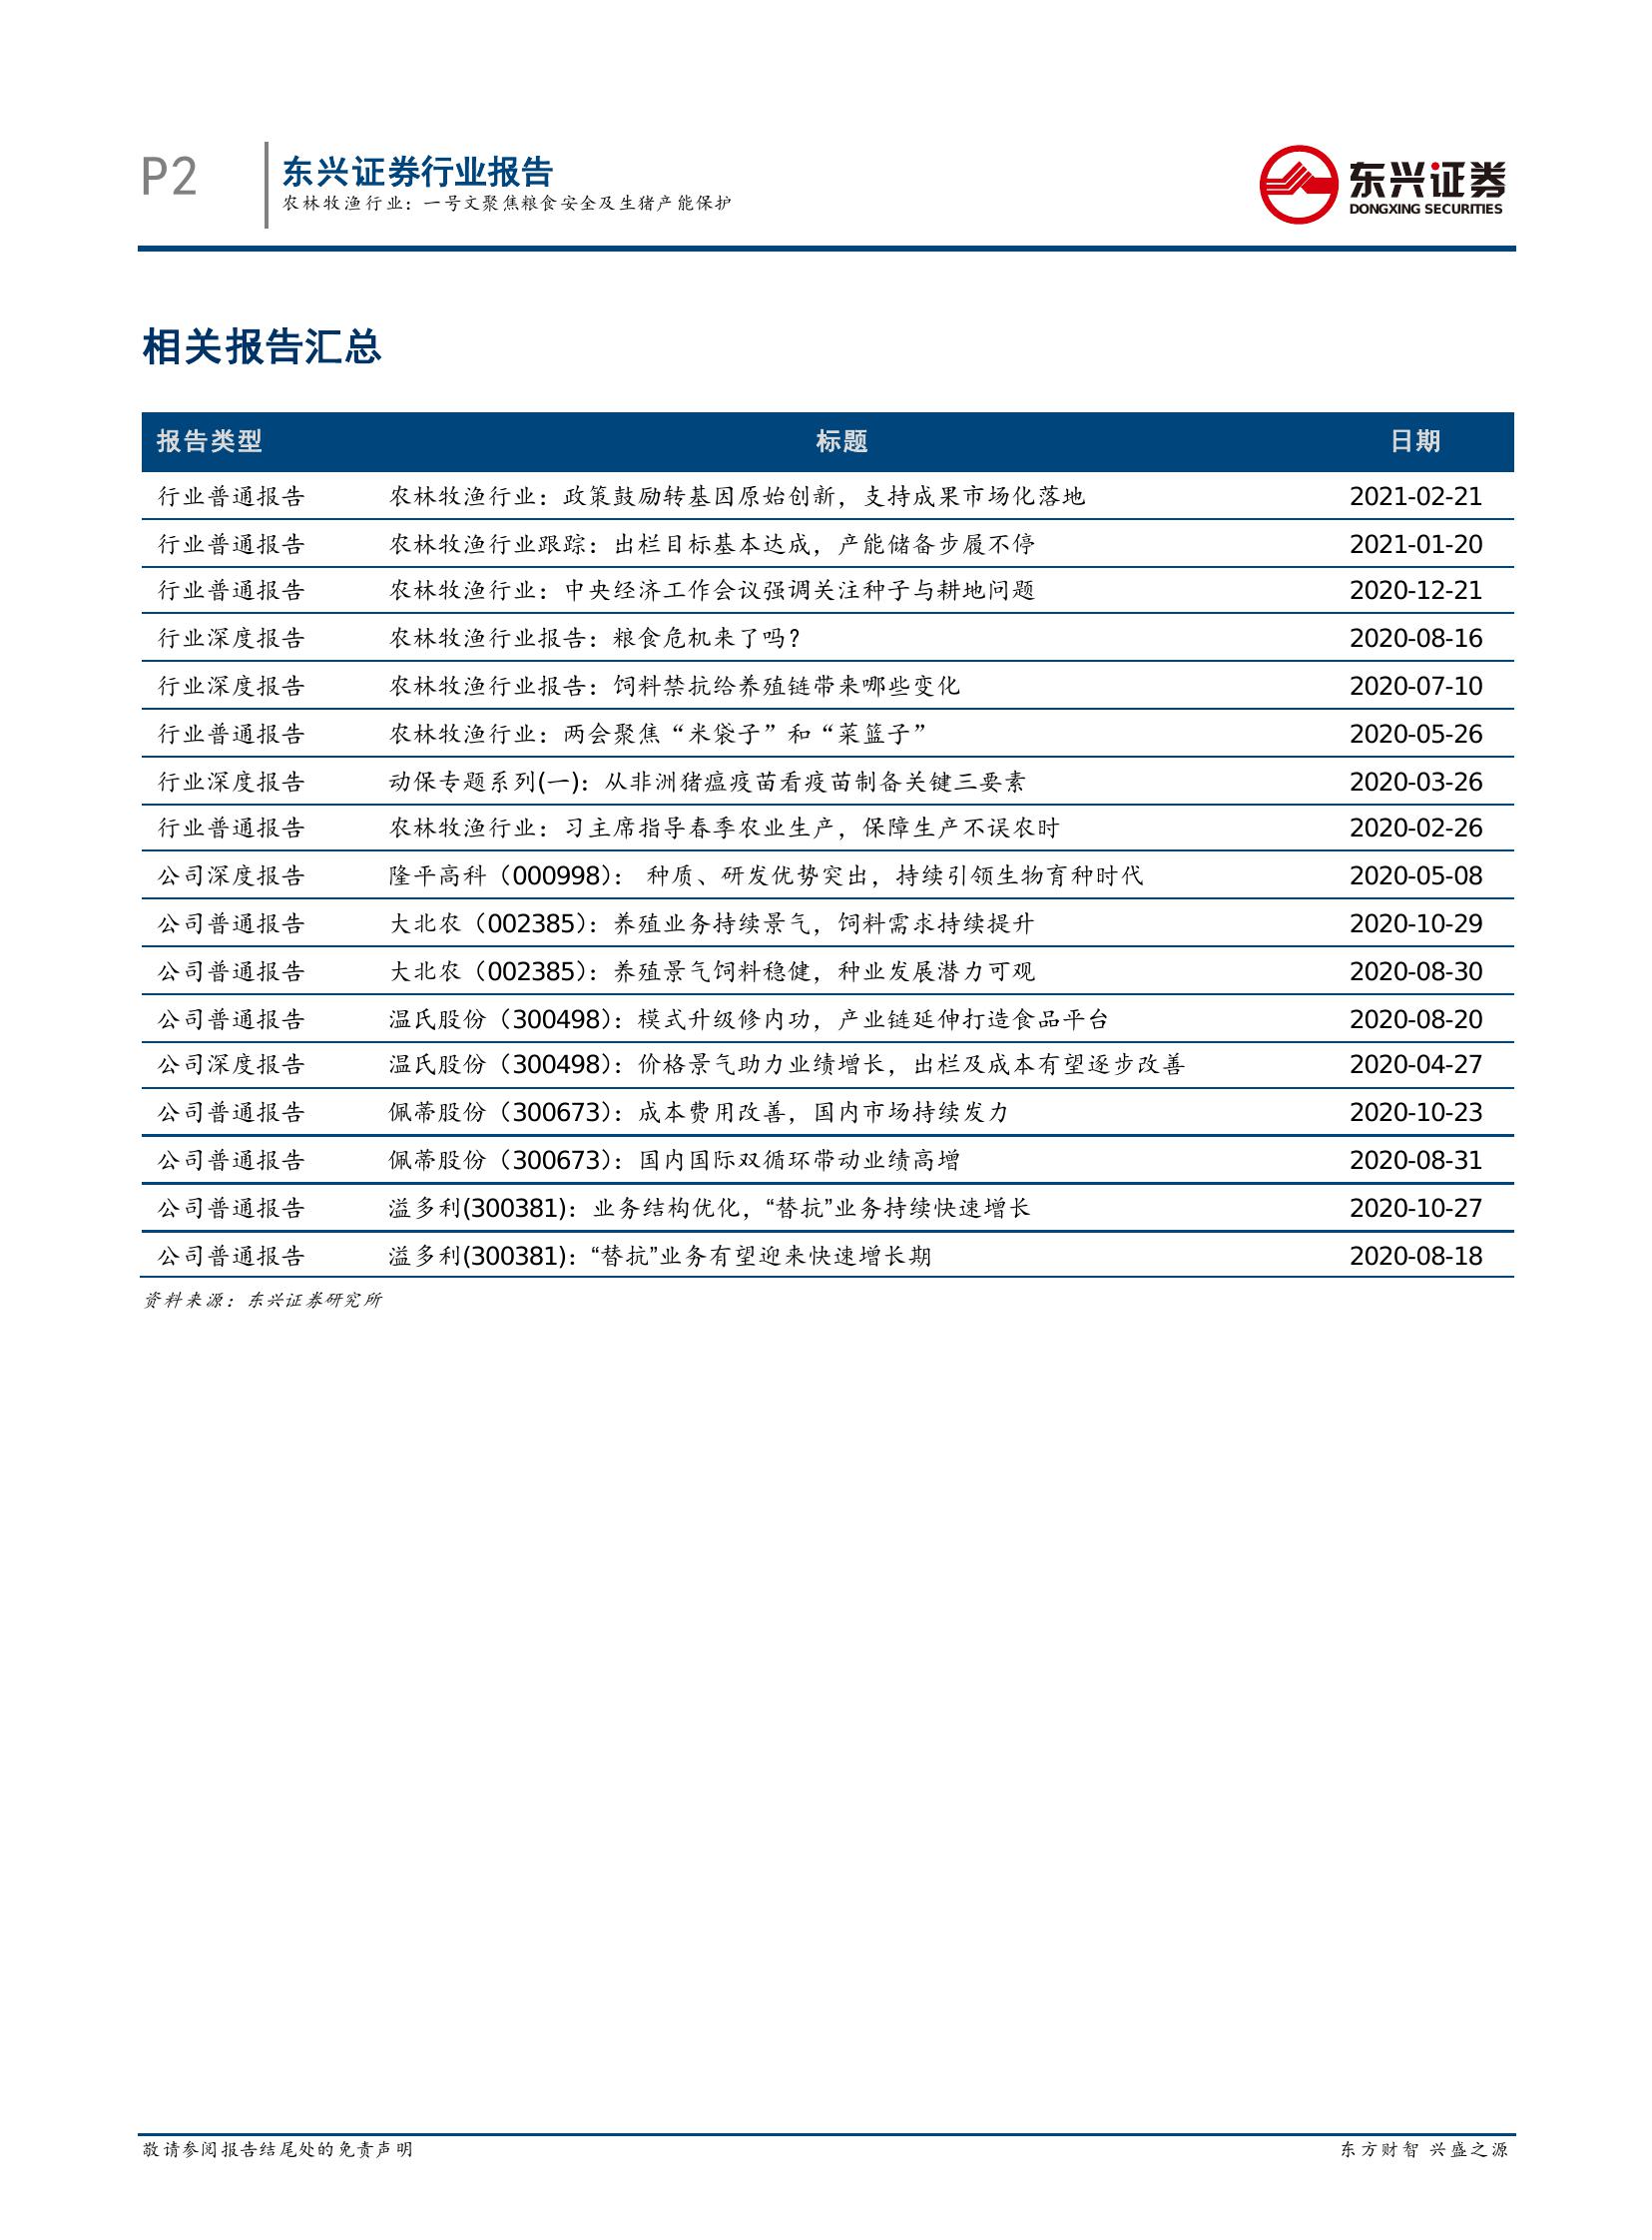 P2
东兴证券行业报告
农林牧渔行业：一号文聚焦粮食安全及生猪产能保护
东兴证券
DONGXING SECURITIES
相关报告汇总
报告类型 标题 日期
行业普通报告 农林牧渔行业：政策鼓励转基因原始创新，支持成果市场化落地 2021-02-21
行业普通报告 农林牧渔行业跟踪：出栏目标基本达成，产能储备步履不停 2021-01-20
行业普通报告 农林牧渔行业：中央经济工作会议强调关注种子与耕地问题 2020-12-21
行业深度报告 农林牧渔行业报告：粮食危机来了吗？ 2020-08-16
行业深度报告 农林牧渔行业报告：饲料禁抗给养殖链带来哪些变化 2020-07-10
行业普通报告 农林牧渔行业：两会聚焦“米袋子”和“菜篮子” 2020-05-26
行业深度报告 动保专题系列(一)：从非洲猪瘟疫苗看疫苗制备关键三要素 2020-03-26
行业普通报告 农林牧渔行业：习主席指导春季农业生产，保障生产不误农时 2020-02-26
公司深度报告 隆平高科（000998）： 种质、研发优势突出，持续引领生物育种时代 2020-05-08
公司普通报告 大北农（002385）：养殖业务持续景气，饲料需求持续提升 2020-10-29
公司普通报告 大北农（002385）：养殖景气饲料稳健，种业发展潜力可观 2020-08-30
公司普通报告 温氏股份（300498）：模式升级修内功，产业链延伸打造食品平台 2020-08-20
公司深度报告 温氏股份（300498）：价格景气助力业绩增长，出栏及成本有望逐步改善 2020-04-27
公司普通报告 佩蒂股份（300673）：成本费用改善，国内市场持续发力 2020-10-23
公司普通报告 佩蒂股份（300673）：国内国际双循环带动业绩高增 2020-08-31
公司普通报告 溢多利(300381)：业务结构优化，“替抗”业务持续快速增长 2020-10-27
公司普通报告 溢多利(300381)：“替抗”业务有望迎来快速增长期 2020-08-18
资料来源：东兴证券研究所
敬请参阅报告结尾处的免责声明 东方财智 兴盛之源